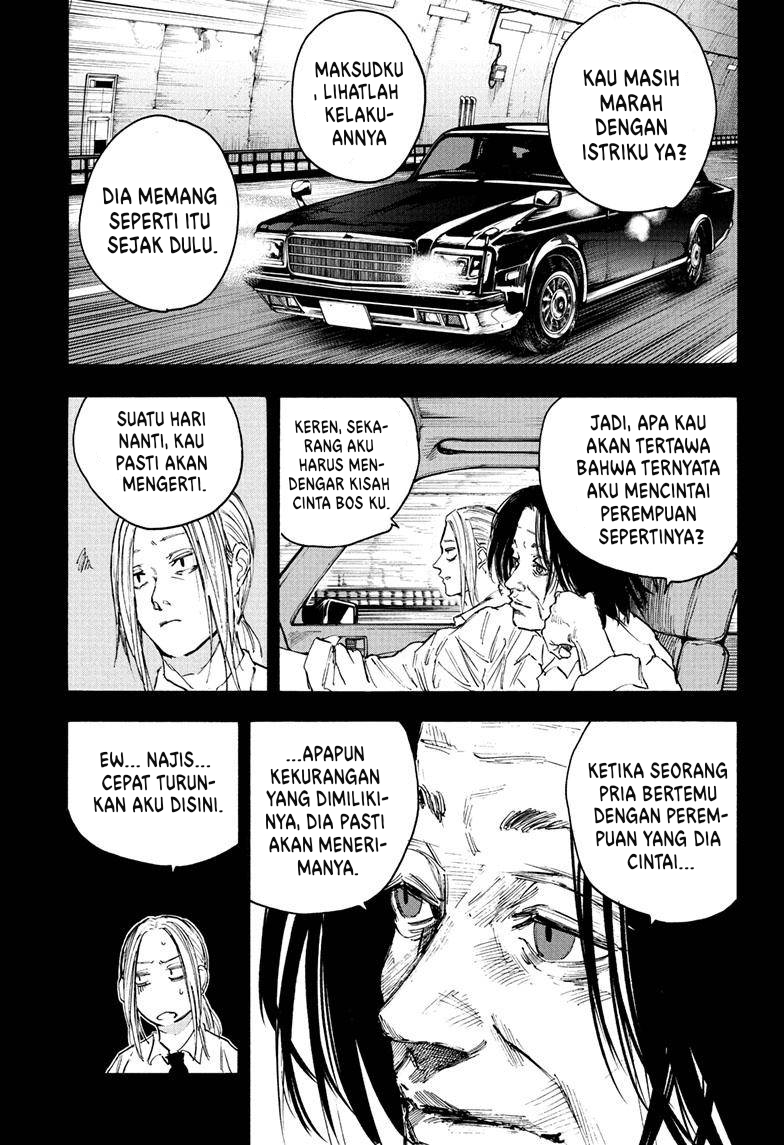 KAU MASIH
MARAH
DENGAN
ISTRIKU YA?
MAKSUDKU
, LIHATLAH
KELAKU-
ANNYA
DIA MEMANG
SEPERTI ITU
SEJAK DULU.
JADI, APA KAU
AKAN TERTAWA
BAHWA TERNYATA
AKU MENCINTAI
PEREMPUAN
SEPERTINYA?
KEREN, SEKA-
RANG AKU
HARUS MEN-
DENGAR KISAH
CINTA BOS KU.
SUATU HARI
NANTI, KAU
PASTI AKAN
MENGERTI.
KETIKA SEORANG
PRIA BERTEMU
DENGAN PEREM-
PUAN YANG DIA
CINTAI...
...APAPUN
KEKURANGAN
YANG DIMILIKI-
NYA, DIA PASTI
AKAN MENERI-
MANYA.
EW... NAJIS...
CEPAT TURUN-
KAN AKU DISINI.